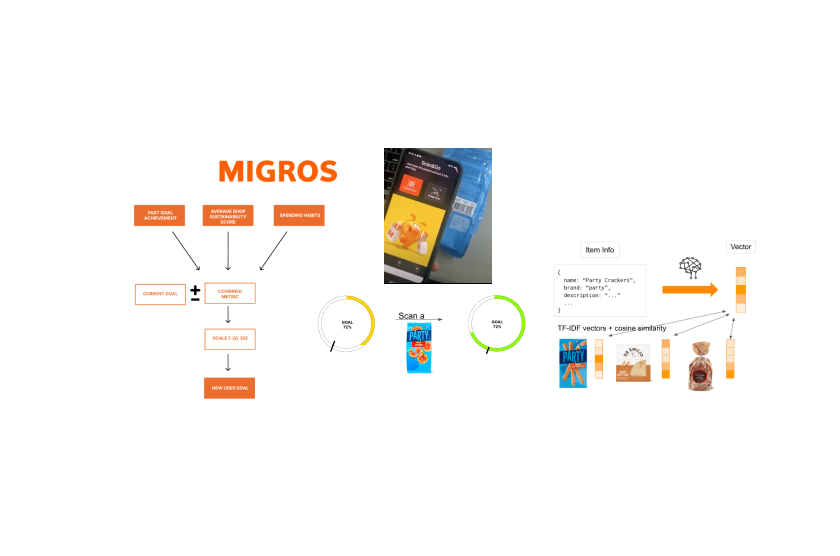 MIGROS
PAST GOAL
ACHIEVEMENT
AVERAGE SHOP
SUSTAINABILITY
SCORE
SPENDING HABITS
CURRENT GOAL
±
COMBINED
METRIC
SCALE [-20, 20]
NEW USER GOAL
Scan&Go
GOAL
72%
Scan a
PARTY
GOAL
72%
Item Info
Vector
{
name: "Party Crackers",
brand: "party",
description: "..."
...
}
TF-IDF vectors + cosine similarity
PARTY